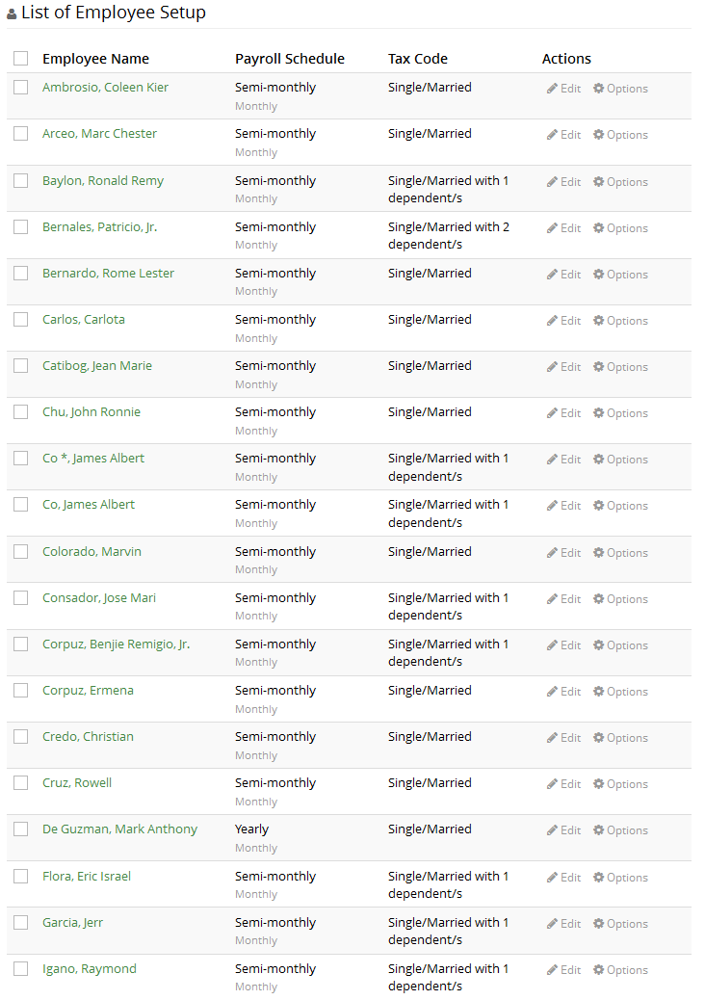 List of Employee Setup
Employee Name Payroll Schedule Tax Code Actions
Ambrosio, Coleen Kier Semi-monthly Single/Married Edit Options
Monthly
Arceo, Marc Chester Semi-monthly Single/Married Edit Options
Monthly
Baylon, Ronald Remy Semi-monthly Single/Married with 1 Edit Options
Monthly dependent/s
Bernales, Patricio, Jr. Semi-monthly Single/Married with 2 Edit Options
Monthly dependent/s
Bernardo, Rome Lester Semi-monthly Single/Married Edit Options
Monthly
Carlos, Carlota Semi-monthly Single/Married Edit Options
Monthly
Catibog, Jean Marie Semi-monthly Single/Married Edit Options
Monthly
Chu, John Ronnie Semi-monthly Single/Married Edit Options
Monthly
Co *, James Albert Semi-monthly Single/Married with 1 Edit Options
Monthly dependent/s
Co, James Albert Semi-monthly Single/Married with 1 Edit Options
Monthly dependent/s
Colorado, Marvin Semi-monthly Single/Married Edit Options
Monthly
Consador, Jose Mari Semi-monthly Single/Married with 1 Edit Options
Monthly dependent/s
Corpuz, Benjie Remigio, Jr. Semi-monthly Single/Married with 1 Edit Options
Monthly dependent/s
Corpuz, Ermena Semi-monthly Single/Married Edit Options
Monthly
Credo, Christian Semi-monthly Single/Married Edit Options
Monthly
Cruz, Rowell Semi-monthly Single/Married Edit Options
Monthly
De Guzman, Mark Anthony Yearly Single/Married Edit Options
Monthly
Flora, Eric Israel Semi-monthly Single/Married with 1 Edit Options
Monthly dependent/s
Garcia, Jerr Semi-monthly Single/Married with 1 Edit Options
Monthly dependent/s
Igano, Raymond Semi-monthly Single/Married with 1 Edit Options
Monthly dependent/s